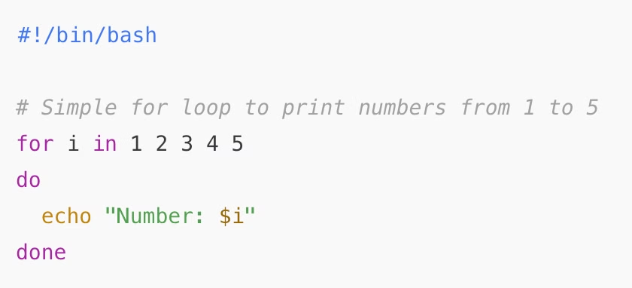 #!/bin/bash
# Simple for loop to print numbers from 1 to 5
for i in 1 2 3 4 5
do
echo "Number: $i"
done